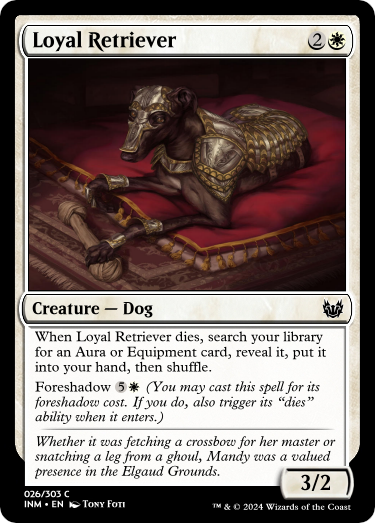 Loyal Retriever 2
Creature — Dog
When Loyal Retriever dies, search your library
for an Aura or Equipment card, reveal it, put it
into your hand, then shuffle.
Foreshadow 5 (You may cast this spell for its
foreshadow cost. If you do, also trigger its “dies”
ability when it enters.)
Whether it was fetching a crossbow for her master or
snatching a leg from a ghoul, Mandy was a valued
presence in the Elgaud Grounds.
3/2
026/303 C
INM • EN Tony Foti
™ & © 2024 Wizards of the Coast